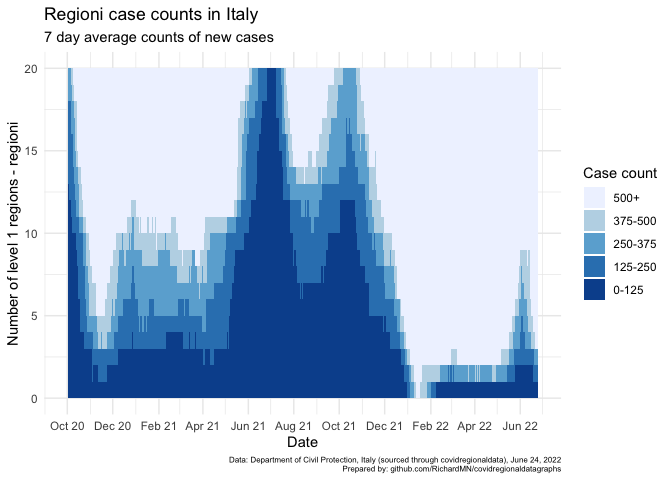 Regioni case counts in Italy
7 day average counts of new cases
Number of level 1 regions - regioni
20
15
10
5
0
Oct 20 Dec 20 Feb 21 Apr 21 Jun 21 Aug 21 Oct 21 Dec 21 Feb 22 Apr 22 Jun 22
Date
Case count
500+
375-500
250-375
125-250
0-125
Data: Department of Civil Protection, Italy (sourced through covidregionaldata), June 24, 2022
Prepared by: github.com/RichardMN/covidregionaldatagraphs